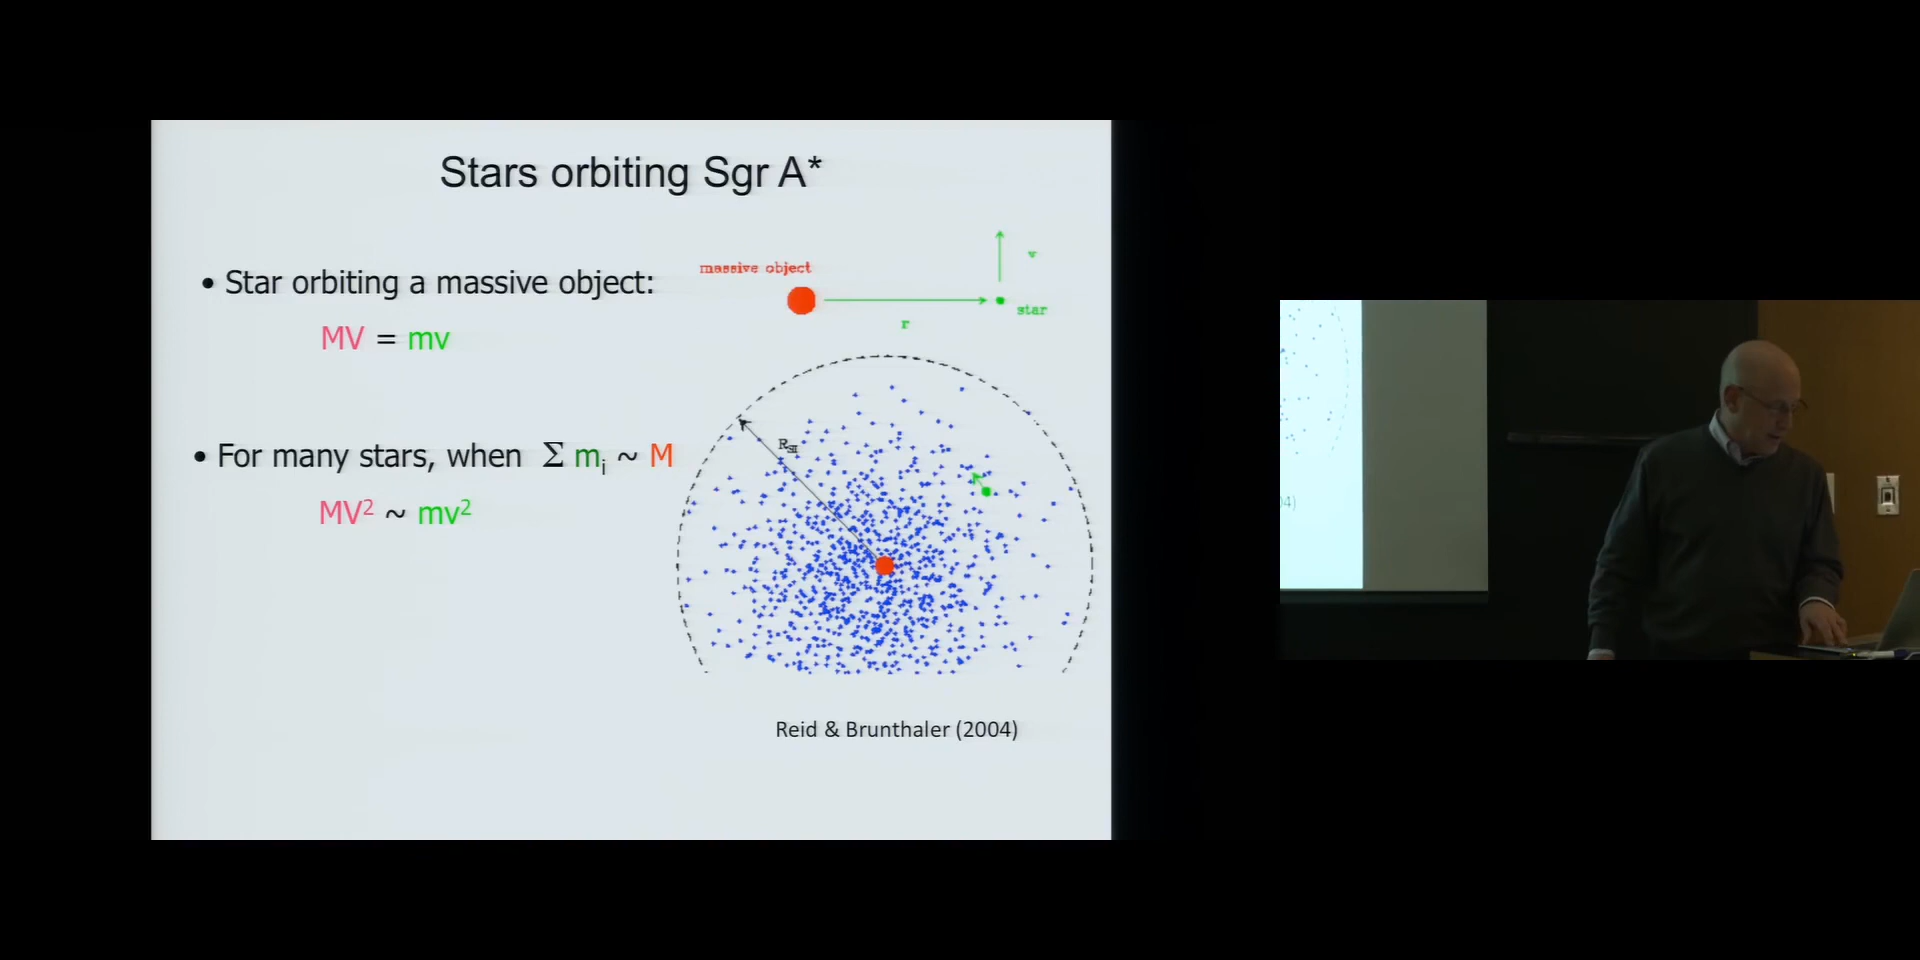 Stars orbiting Sgr A*
• Star orbiting a massive object:
MV = mv
massive object
v
star
r
• For many stars, when Σ mi ~ M
MV² ~ mv²
RSI
Reid & Brunthaler (2004)
04)